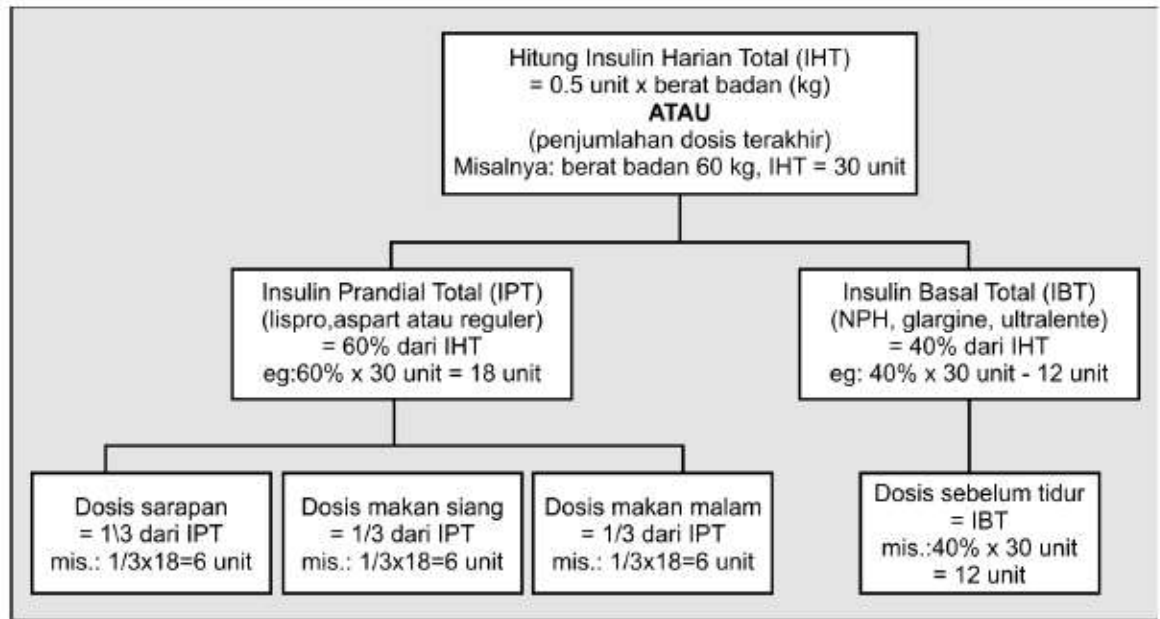 Hitung Insulin Harian Total (IHT)
= 0.5 unit x berat badan (kg)
ATAU
(penjumlahan dosis terakhir)
Misalnya: berat badan 60 kg, IHT = 30 unit
Insulin Prandial Total (IPT)
(lispro,aspart atau reguler)
= 60% dari IHT
eg:60% x 30 unit = 18 unit
Insulin Basal Total (IBT)
(NPH, glargine, ultralente)
= 40% dari IHT
eg: 40% x 30 unit - 12 unit
Dosis sarapan
= 1\3 dari IPT
mis.: 1/3x18=6 unit
Dosis makan siang
= 1/3 dari IPT
mis.: 1/3x18=6 unit
Dosis makan malam
= 1/3 dari IPT
mis.: 1/3x18=6 unit
Dosis sebelum tidur
= IBT
mis.:40% x 30 unit
= 12 unit